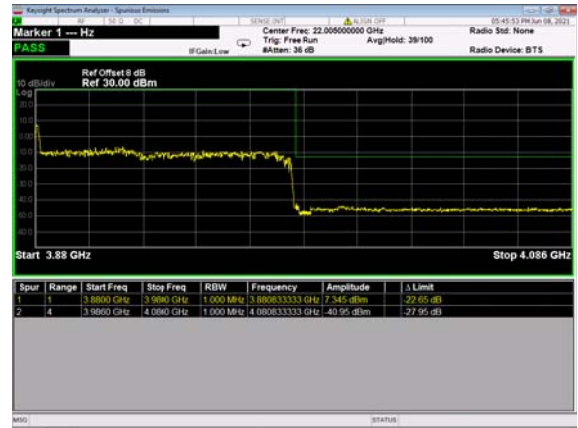 Keysight Spectrum Analyzer - Spurious Emissions
RF 50 Ω DC SENSE:INT ALIGN OFF 05:45:53 PM Jun 08, 2021
Marker 1 --- Hz Center Freq: 22.005000000 GHz Radio Std: None
PASS IFGain:Low Trig: Free Run Avg|Hold: 39/100
#Atten: 36 dB Radio Device: BTS
Ref Offset 8 dB
10 dB/div Ref 30.00 dBm
Log
Start 3.88 GHz Stop 4.086 GHz
Spur Range Start Freq Stop Freq RBW Frequency Amplitude Δ Limit
1 1 3.8800 GHz 3.9860 GHz 1.000 MHz 3.880833333 GHz 7.345 dBm -22.65 dB
2 4 3.9860 GHz 4.0860 GHz 1.000 MHz 4.080833333 GHz -40.95 dBm -27.95 dB
MSG STATUS